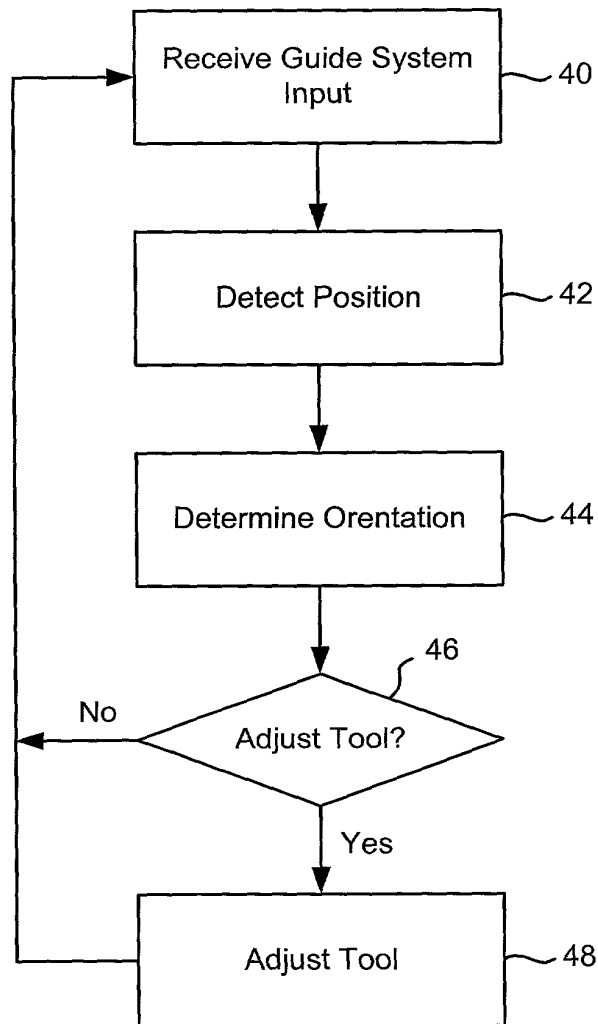 Receive Guide System
Input
40
Detect Position
42
Determine Orentation
44
46
Adjust Tool?
No
Yes
Adjust Tool
48